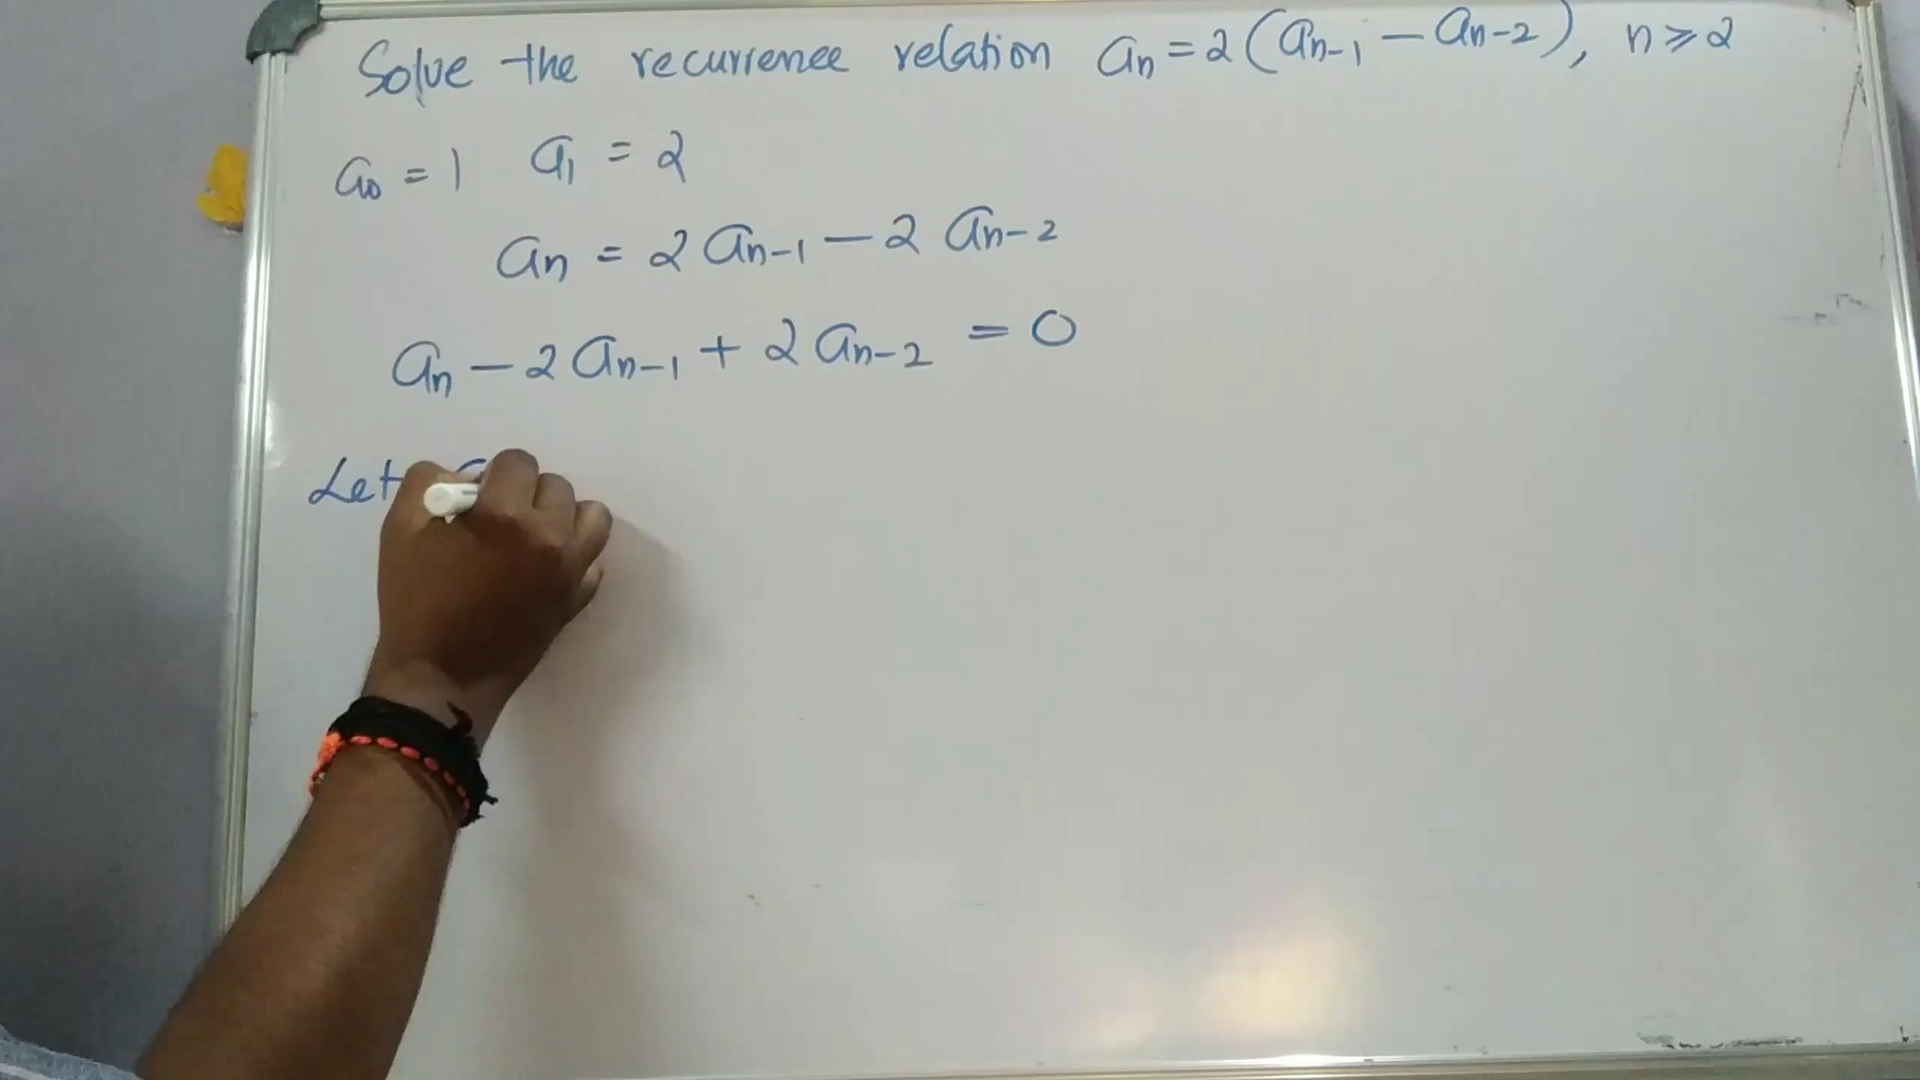 Solve the recurrence relation an = 2(an-1 - an-2), n ≥ 2
a0 = 1 a1 = 2
an = 2 an-1 - 2 an-2
an - 2 an-1 + 2 an-2 = 0
Let